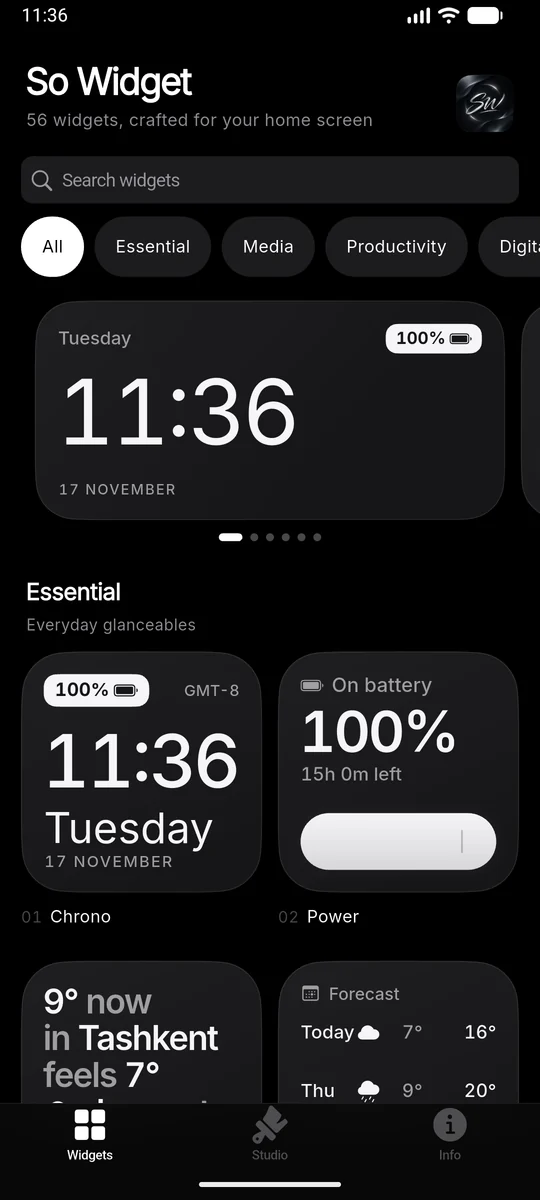 11:36
So Widget
56 widgets, crafted for your home screen
SW
Search widgets
All Essential Media Productivity Digita
Tuesday 100%
11:36
17 NOVEMBER
Essential
Everyday glanceables
100% GMT-8
11:36
Tuesday
17 NOVEMBER
On battery
100%
15h 0m left
01 Chrono
02 Power
9° now
in Tashkent
feels 7°
Forecast
Today 7° 16°
Thu 9° 20°
Widgets Studio Info